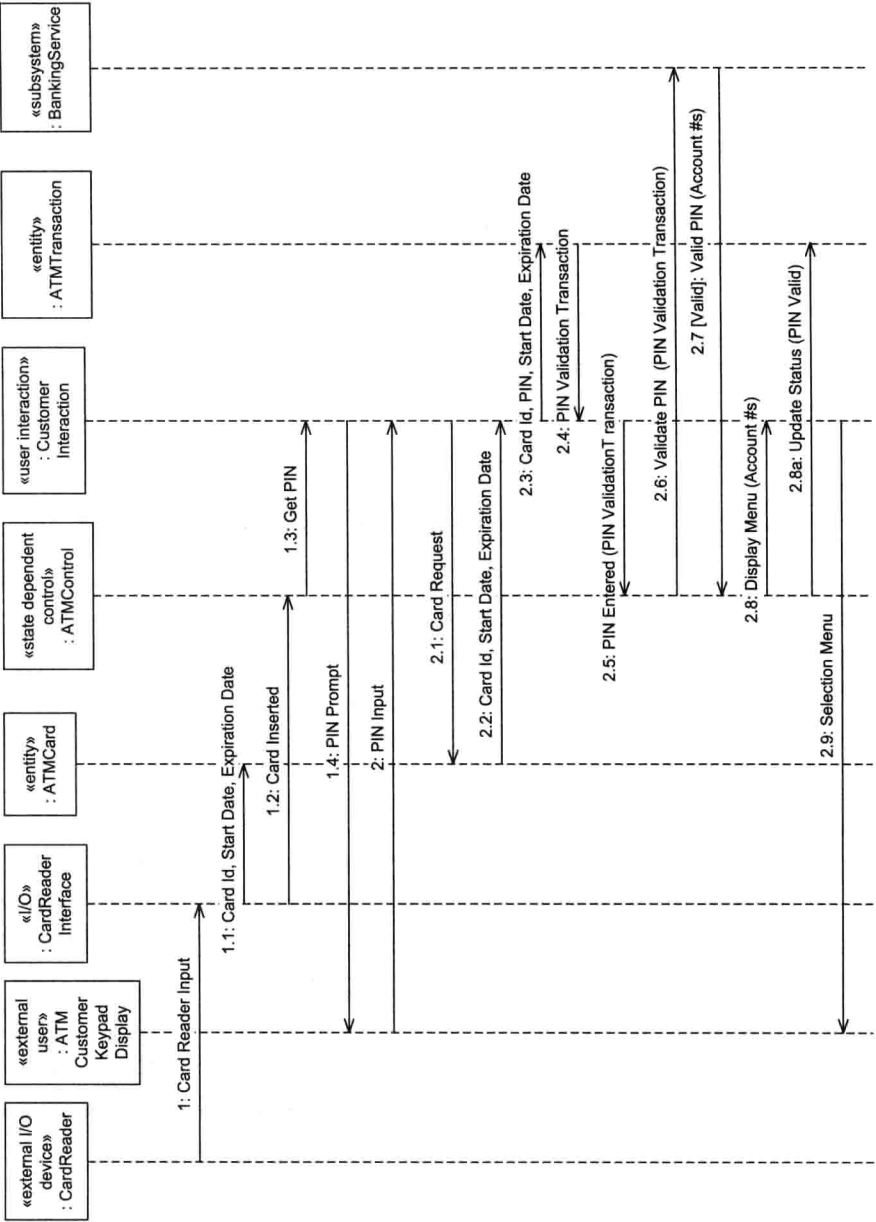 «external I/O
device»
: CardReader
«external
user»
: ATM
Customer
Keypad
Display
«I/O»
: CardReader
Interface
«entity»
: ATMCard
«state dependent
control»
: ATMControl
«user interaction»
: Customer
Interaction
«entity»
: ATMTransaction
«subsystem»
: BankingService
1: Card Reader Input
1.1: Card Id, Start Date, Expiration Date
1.2: Card Inserted
1.3: Get PIN
1.4: PIN Prompt
2: PIN Input
2.1: Card Request
2.2: Card Id, Start Date, Expiration Date
2.3: Card Id, PIN, Start Date, Expiration Date
2.4: PIN Validation Transaction
2.5: PIN Entered (PIN ValidationT ransaction)
2.6: Validate PIN (PIN Validation Transaction)
2.7 [Valid]: Valid PIN (Account #s)
2.8: Display Menu (Account #s)
2.8a: Update Status (PIN Valid)
2.9: Selection Menu